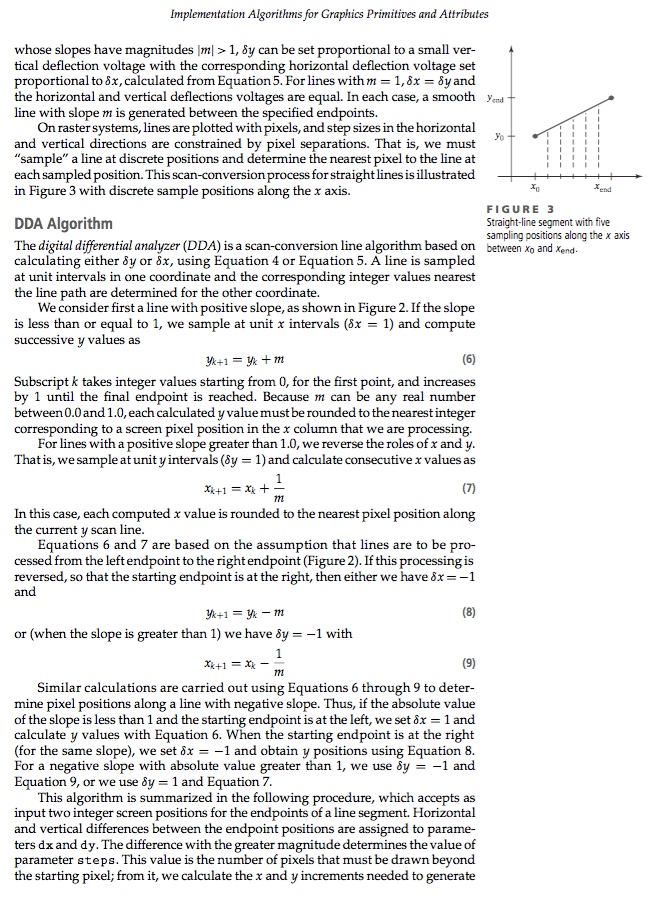 Implementation Algorithms for Graphics Primitives and Attributes
whose slopes have magnitudes |m| > 1, δy can be set proportional to a small ver-
tical deflection voltage with the corresponding horizontal deflection voltage set
proportional to δx, calculated from Equation 5. For lines with m = 1, δx = δy and
the horizontal and vertical deflections voltages are equal. In each case, a smooth
line with slope m is generated between the specified endpoints.
On raster systems, lines are plotted with pixels, and step sizes in the horizontal
and vertical directions are constrained by pixel separations. That is, we must
“sample” a line at discrete positions and determine the nearest pixel to the line at
each sampled position. This scan-conversion process for straight lines is illustrated
in Figure 3 with discrete sample positions along the x axis.
yend
y0
x0 xend
FIGURE 3
Straight-line segment with five
sampling positions along the x axis
between x0 and xend.
DDA Algorithm
The digital differential analyzer (DDA) is a scan-conversion line algorithm based on
calculating either δy or δx, using Equation 4 or Equation 5. A line is sampled
at unit intervals in one coordinate and the corresponding integer values nearest
the line path are determined for the other coordinate.
We consider first a line with positive slope, as shown in Figure 2. If the slope
is less than or equal to 1, we sample at unit x intervals (δx = 1) and compute
successive y values as
yk+1 = yk + m (6)
Subscript k takes integer values starting from 0, for the first point, and increases
by 1 until the final endpoint is reached. Because m can be any real number
between 0.0 and 1.0, each calculated y value must be rounded to the nearest integer
corresponding to a screen pixel position in the x column that we are processing.
For lines with a positive slope greater than 1.0, we reverse the roles of x and y.
That is, we sample at unit y intervals (δy = 1) and calculate consecutive x values as
xk+1 = xk + 1/m (7)
In this case, each computed x value is rounded to the nearest pixel position along
the current y scan line.
Equations 6 and 7 are based on the assumption that lines are to be pro-
cessed from the left endpoint to the right endpoint (Figure 2). If this processing is
reversed, so that the starting endpoint is at the right, then either we have δx = −1
and
yk+1 = yk − m (8)
or (when the slope is greater than 1) we have δy = −1 with
xk+1 = xk − 1/m (9)
Similar calculations are carried out using Equations 6 through 9 to deter-
mine pixel positions along a line with negative slope. Thus, if the absolute value
of the slope is less than 1 and the starting endpoint is at the left, we set δx = 1 and
calculate y values with Equation 6. When the starting endpoint is at the right
(for the same slope), we set δx = −1 and obtain y positions using Equation 8.
For a negative slope with absolute value greater than 1, we use δy = −1 and
Equation 9, or we use δy = 1 and Equation 7.
This algorithm is summarized in the following procedure, which accepts as
input two integer screen positions for the endpoints of a line segment. Horizontal
and vertical differences between the endpoint positions are assigned to parame-
ters dx and dy. The difference with the greater magnitude determines the value of
parameter steps. This value is the number of pixels that must be drawn beyond
the starting pixel; from it, we calculate the x and y increments needed to generate